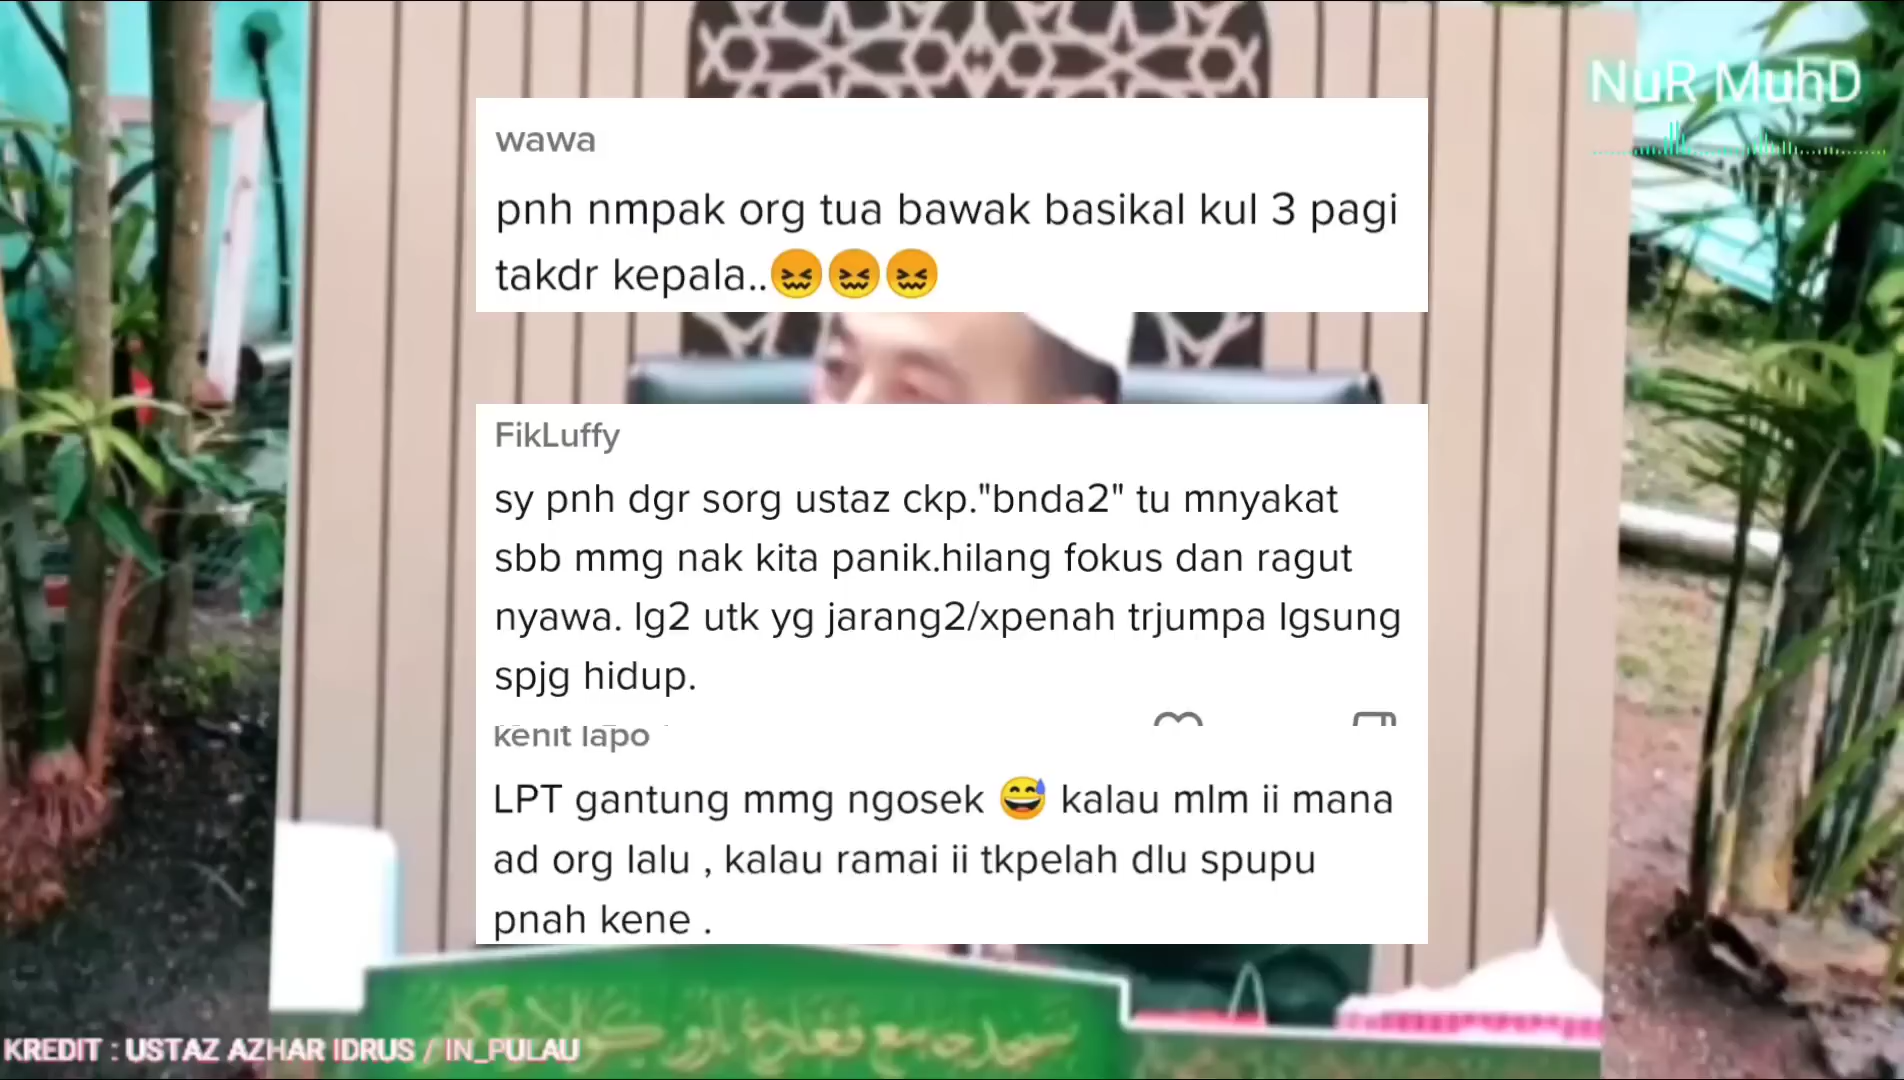 NuR MuhD
wawa
pnh nmpak org tua bawak basikal kul 3 pagi
takdr kepala..😖😖😖
FikLuffy
sy pnh dgr sorg ustaz ckp."bnda2" tu mnyakat
sbb mmg nak kita panik.hilang fokus dan ragut
nyawa. lg2 utk yg jarang2/xpenah trjumpa lgsung
spjg hidup.
kenit lapo
LPT gantung mmg ngosek 😅 kalau mlm ii mana
ad org lalu , kalau ramai ii tkpelah dlu spupu
pnah kene .
KREDIT : USTAZ AZHAR IDRUS / IN_PULAU